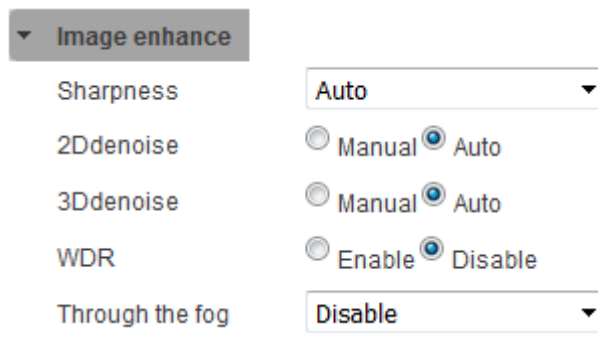 Image enhance
Sharpness Auto
2Ddenoise Manual Auto
3Ddenoise Manual Auto
WDR Enable Disable
Through the fog Disable